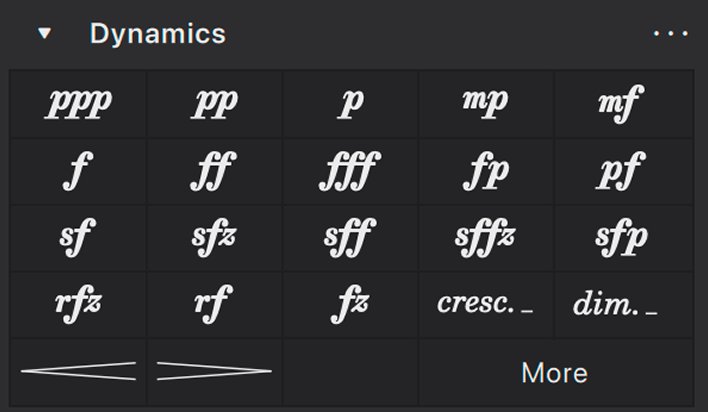 Dynamics ...
ppp pp p mp mf
f ff fff fp pf
sf sfz sff sffz sfp
rfz rf fz cresc._ dim._
More